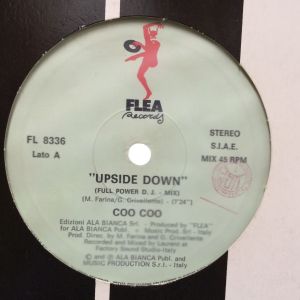 FLEA
Records
FL 8336
Lato A
STEREO
S.I.A.E.
MIX 45 RPM
"UPSIDE DOWN"
(FULL POWER D.J. - MIX)
(M. Farina/G. Crivellente) - (7'24")
COO COO
Edizioni ALA BIANCA Srl. - Produced by "FLEA"
for ALA BIANCA Publ. - Music Prod. Srl - Italy
Prod. Direc. by M. Farina and G. Crivellente
Recorded and Mixed by Laurent at
Factory Sound Studio-Italy
© and ℗ ALA BIANCA Publ. and
MUSIC PRODUCTION S.r.l. - Italy